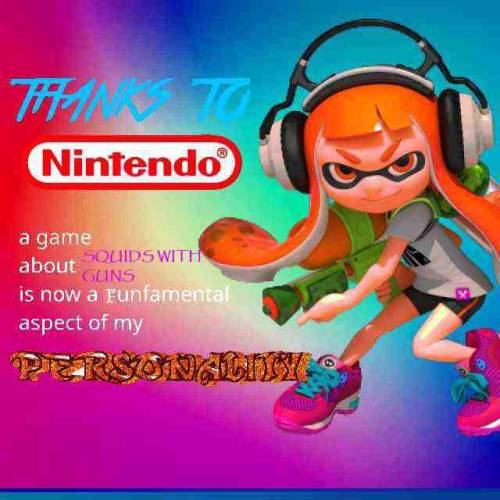 THANKS TO
Nintendo®
a game
about SQUIDS WITH
GUNS
is now a Funfamental
aspect of my
PERSONALITY